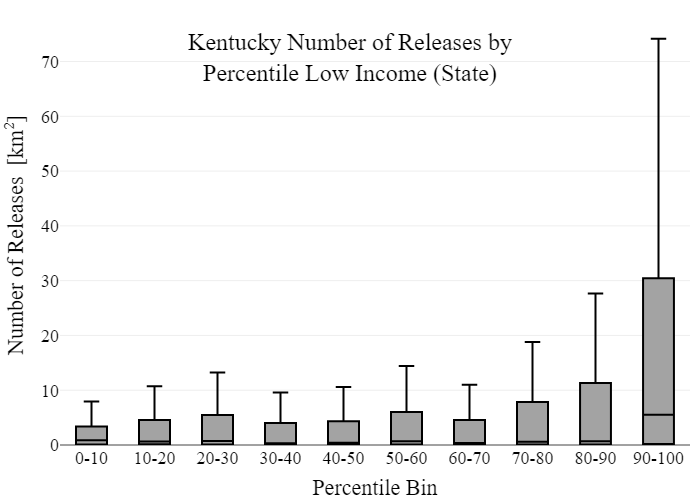 Kentucky Number of Releases by
Percentile Low Income (State)
Number of Releases [km²]
70
60
50
40
30
20
10
0
0-10 10-20 20-30 30-40 40-50 50-60 60-70 70-80 80-90 90-100
Percentile Bin